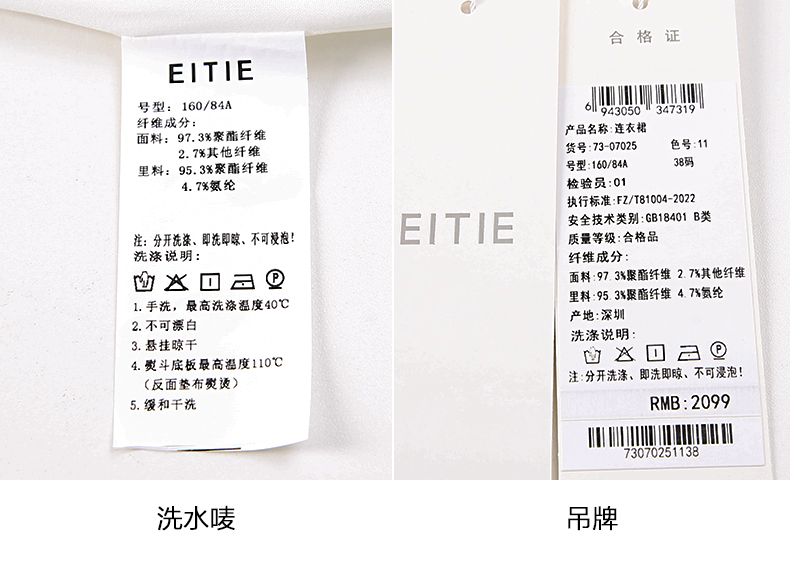 EITIE
号型：160/84A
纤维成分：
面料：97.3%聚酯纤维
2.7%其他纤维
里料：95.3%聚酯纤维
4.7%氨纶
注：分开洗涤、即洗即晾、不可浸泡！
洗涤说明：
1.手洗，最高洗涤温度40℃
2.不可漂白
3.悬挂晾干
4.熨斗底板最高温度110℃
（反面垫布熨烫）
5.缓和干洗
洗水唛
EITIE
合格证
6 943050 347319
产品名称:连衣裙
货号:73-07025 色号:11
号型:160/84A 38码
检验员:01
执行标准:FZ/T81004-2022
安全技术类别:GB18401 B类
质量等级:合格品
纤维成分:
面料:97.3%聚酯纤维 2.7%其他纤维
里料:95.3%聚酯纤维 4.7%氨纶
产地:深圳
洗涤说明:
注:分开洗涤、即洗即晾、不可浸泡!
RMB:2099
73070251138
吊牌